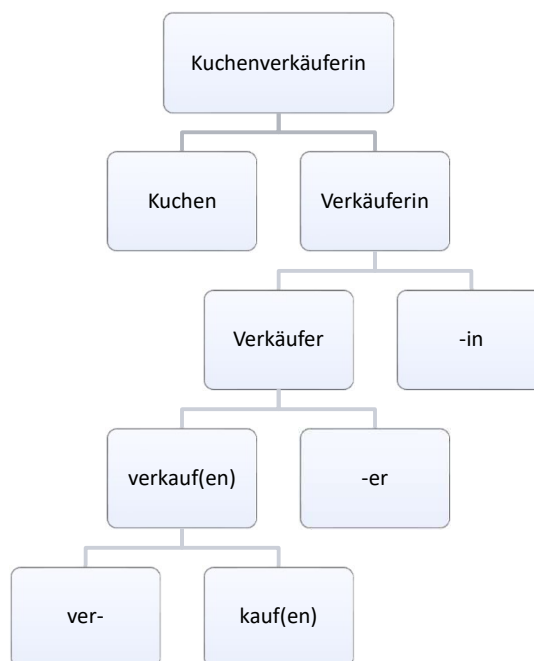 Kuchenverkäuferin
Kuchen
Verkäuferin
Verkäufer
-in
verkauf(en)
-er
ver-
kauf(en)